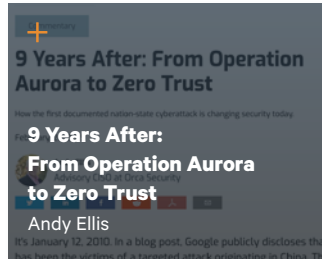 Commentary
9 Years After: From Operation
Aurora to Zero Trust
How the first documented nation-state cyberattack is changing security today.
9 Years After:
From Operation Aurora
Advisory CISO at Orca Security
to Zero Trust
Andy Ellis
It's January 12, 2010. In a blog post, Google publicly discloses tha
has been the victims of a targeted attack originating in China. Th